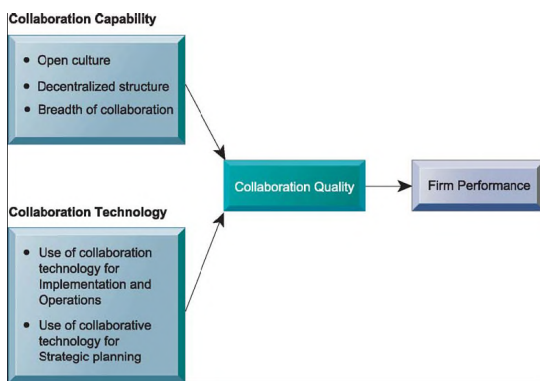 Collaboration Capability
• Open culture
• Decentralized structure
• Breadth of collaboration
Collaboration Quality
Firm Performance
Collaboration Technology
• Use of collaboration
technology for
Implementation and
Operations
• Use of collaborative
technology for
Strategic planning